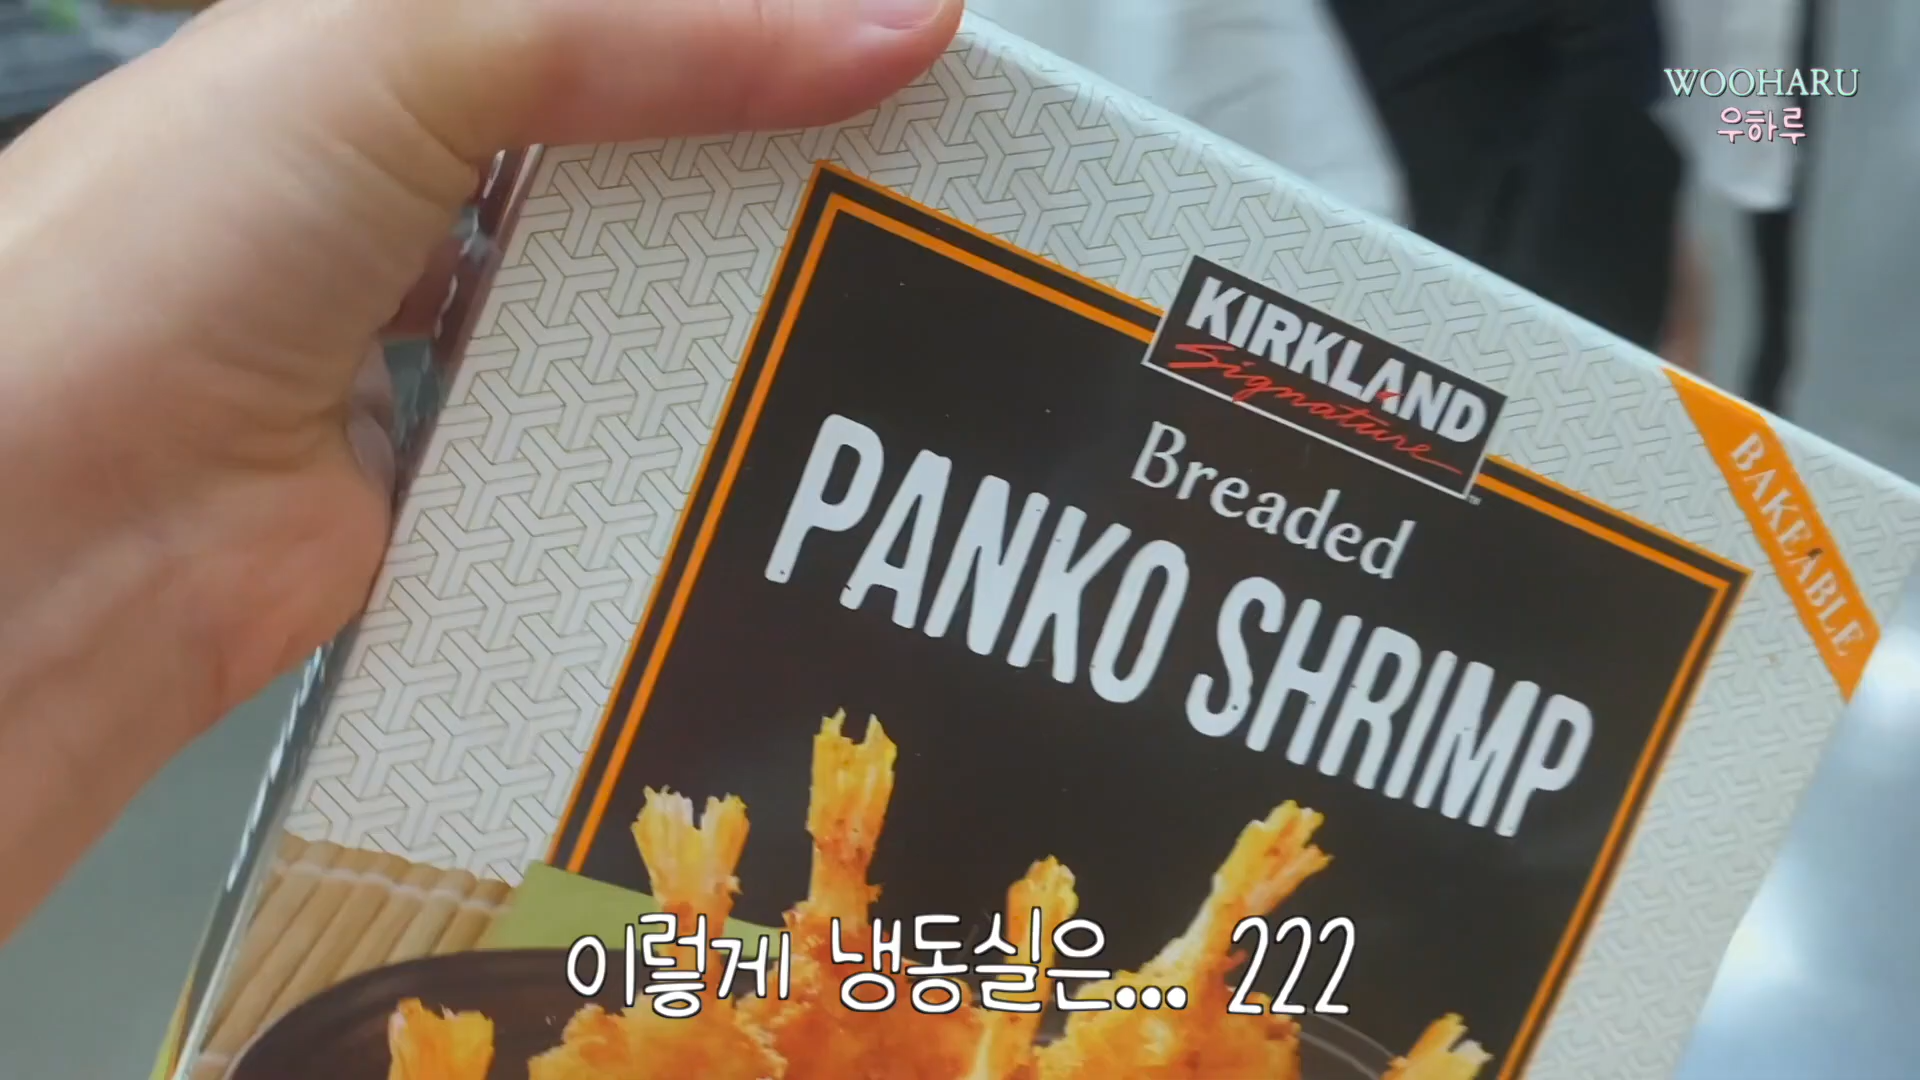 WOOHARU
우하루
KIRKLAND
Signature
Breaded
PANKO SHRIMP
BAKEABLE
이렇게 냉동실은... 222